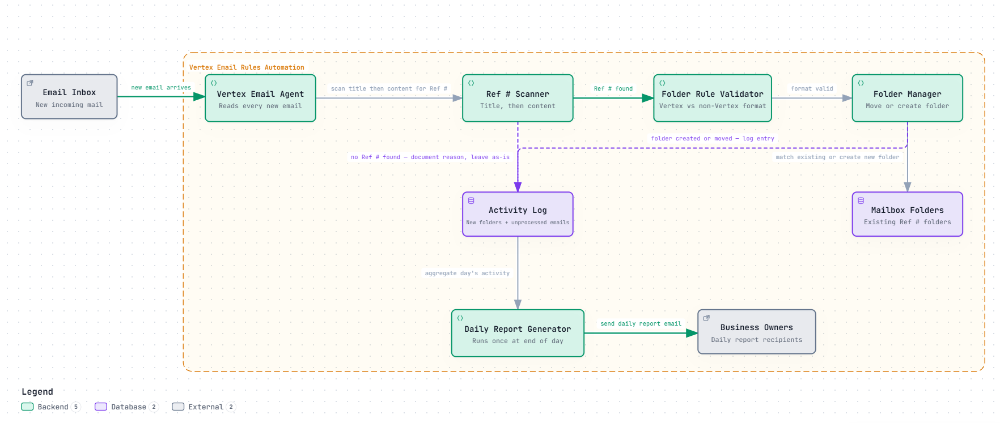 Vertex Email Rules Automation
Email Inbox
New incoming mail
new email arrives
Vertex Email Agent
Reads every new email
scan title then content for Ref #
Ref # Scanner
Title, then content
Ref # found
Folder Rule Validator
Vertex vs non-Vertex format
format valid
Folder Manager
Move or create folder
folder created or moved — log entry
no Ref # found — document reason, leave as-is
match existing or create new folder
Activity Log
New folders + unprocessed emails
Mailbox Folders
Existing Ref # folders
aggregate day's activity
Daily Report Generator
Runs once at end of day
send daily report email
Business Owners
Daily report recipients
Legend
Backend 5
Database 2
External 2